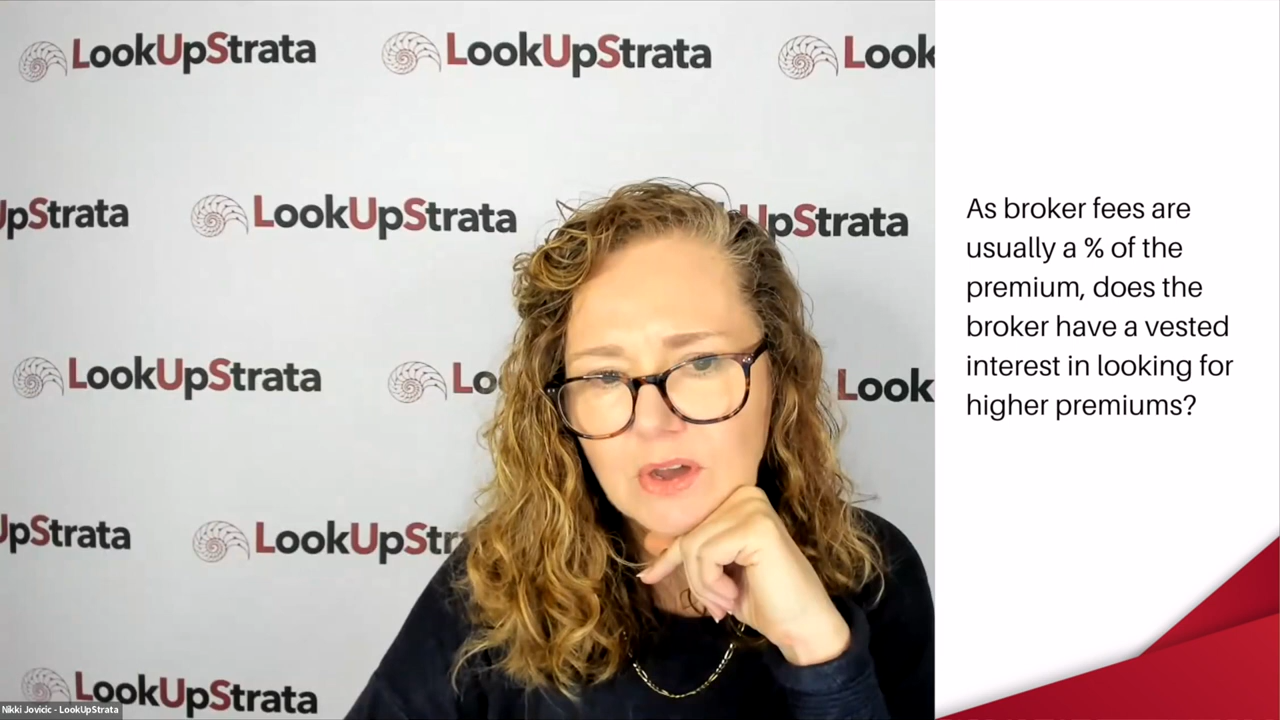 LookUpStrata LookUpStrata Look
UpStrata LookUpStrata UpStrata
LookUpStrata Lo Look
UpStrata LookUpStr
LookUpStrata
Nikki Jovicic - LookUpStrata
As broker fees are
usually a % of the
premium, does the
broker have a vested
interest in looking for
higher premiums?